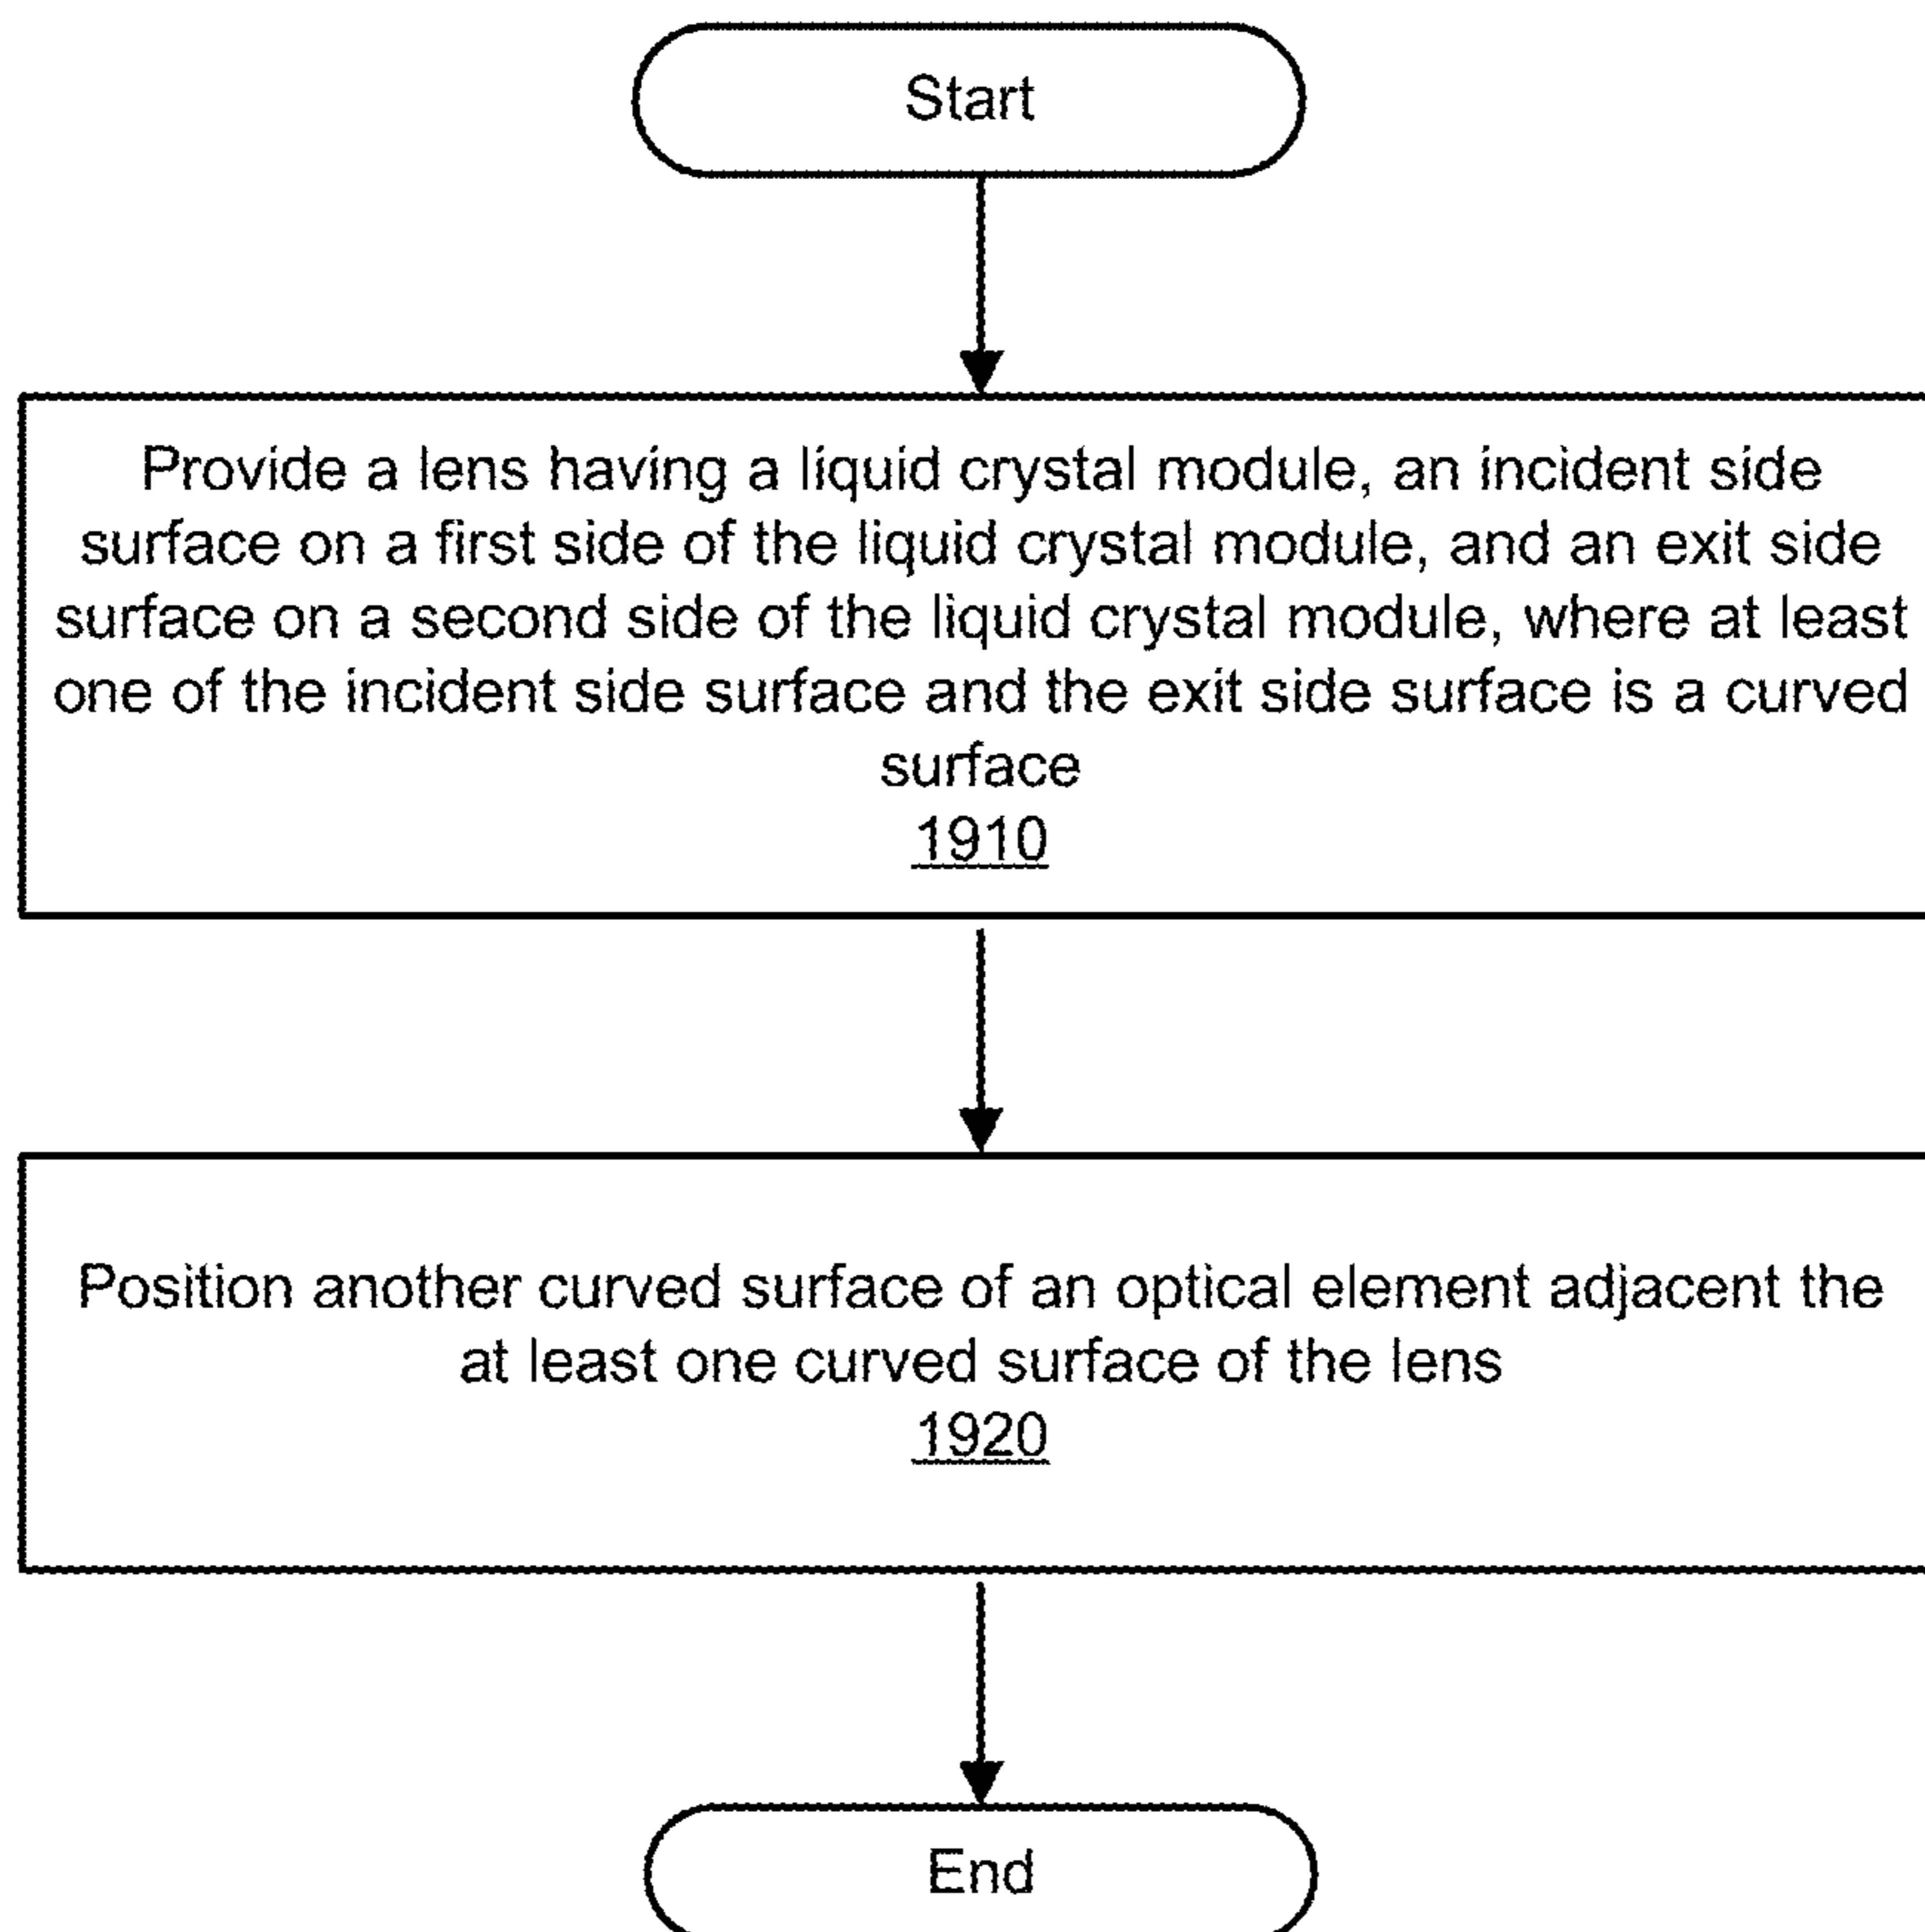 Start
Provide a lens having a liquid crystal module, an incident side
surface on a first side of the liquid crystal module, and an exit side
surface on a second side of the liquid crystal module, where at least
one of the incident side surface and the exit side surface is a curved
surface
1910
Position another curved surface of an optical element adjacent the
at least one curved surface of the lens
1920
End